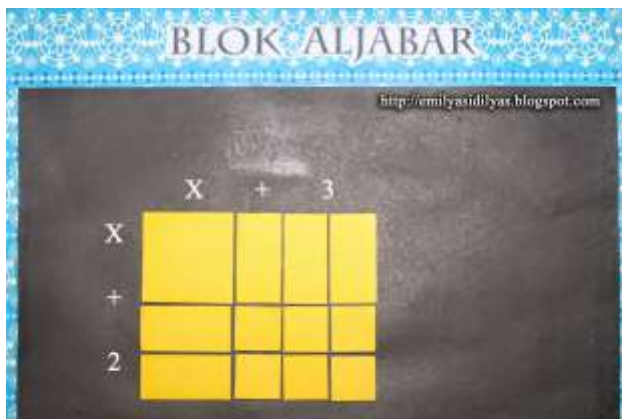 BLOK ALJABAR
http://emilyasidilyas.blogspot.com
X + 3
X
+
2